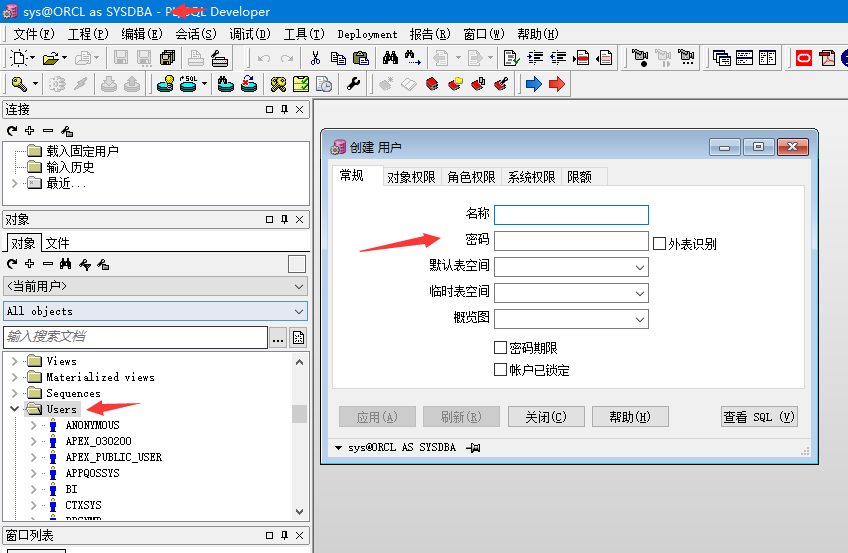 sys@ORCL as SYSDBA - PL/SQL Developer
文件(F) 工程(P) 编辑(E) 会话(S) 调试(D) 工具(T) Deployment 报告(R) 窗口(W) 帮助(H)
SQL
连接
载入固定用户
输入历史
最近...
对象
对象 文件
<当前用户>
All objects
输入搜索文档
...
Views
Materialized views
Sequences
Users
ANONYMOUS
APEX_030200
APEX_PUBLIC_USER
APPQOSSYS
BI
CTXSYS
窗口列表
创建 用户
常规 对象权限 角色权限 系统权限 限额
名称
密码 外表识别
默认表空间
临时表空间
概览图
密码期限
帐户已锁定
应用(A) 刷新(R) 关闭(C) 帮助(H) 查看 SQL (V)
sys@ORCL AS SYSDBA